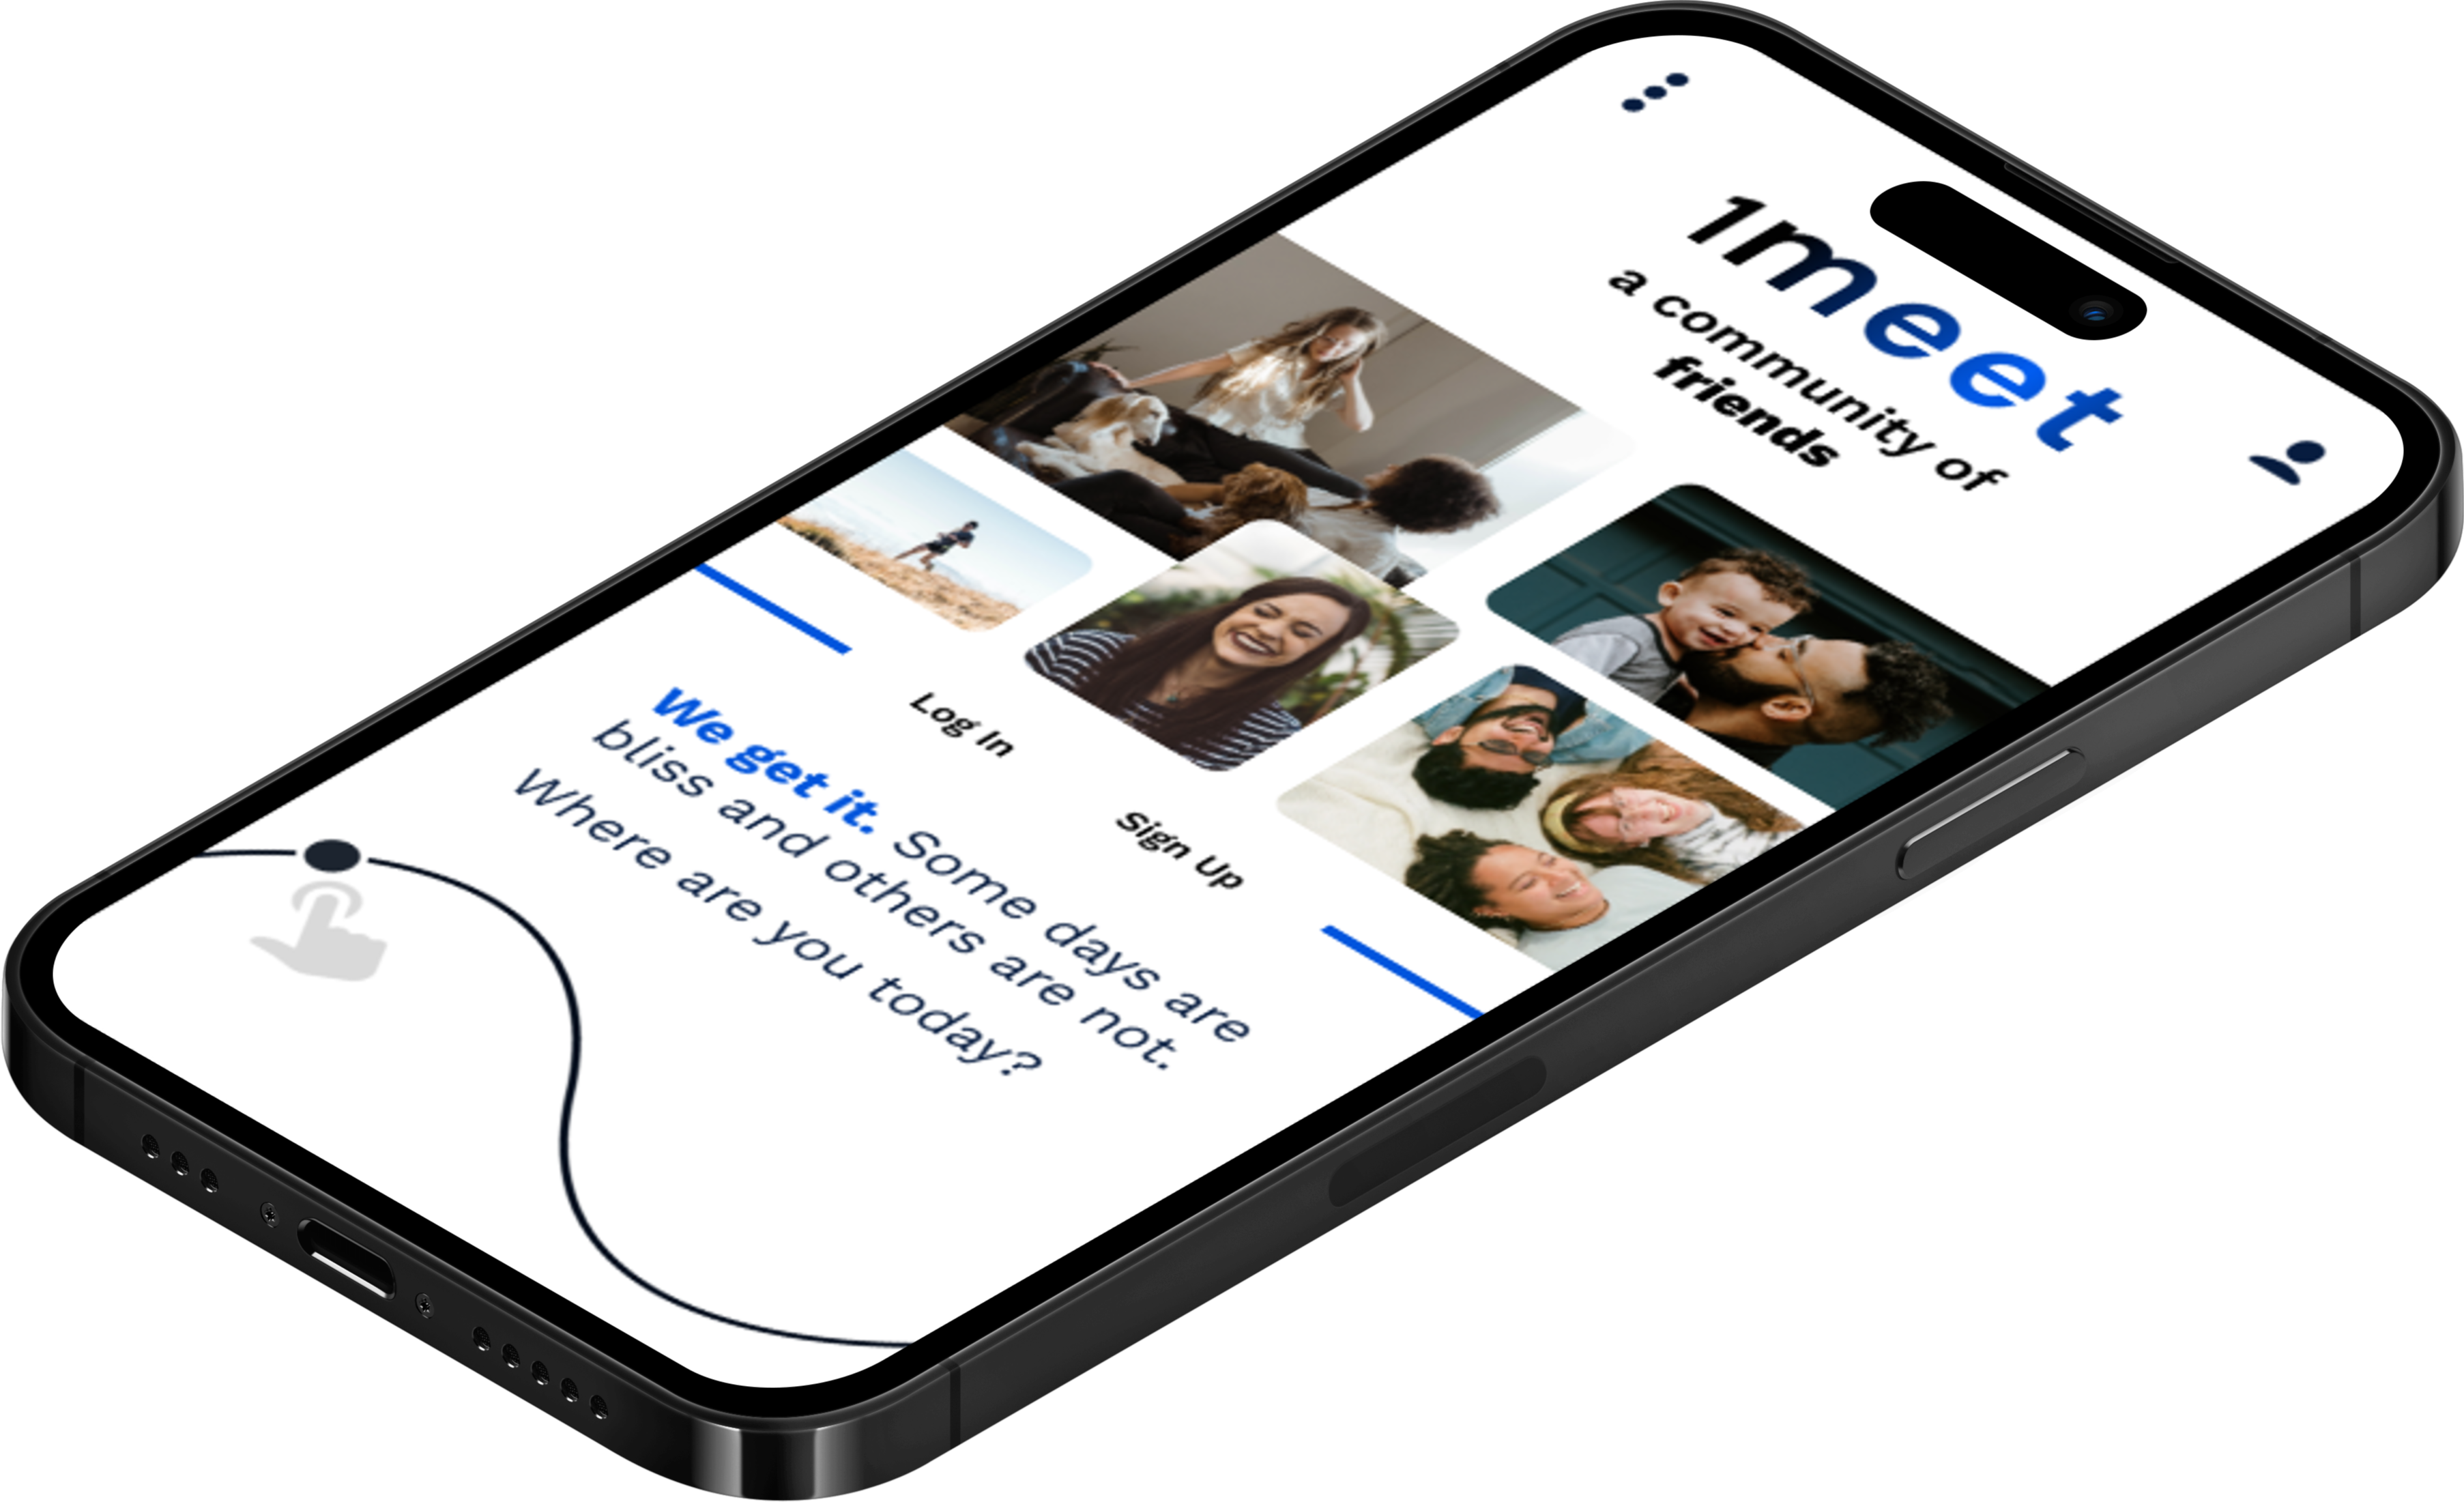 1meet
a community of
friends
Log In
Sign Up
We get it. Some days are
bliss and others are not.
Where are you today?